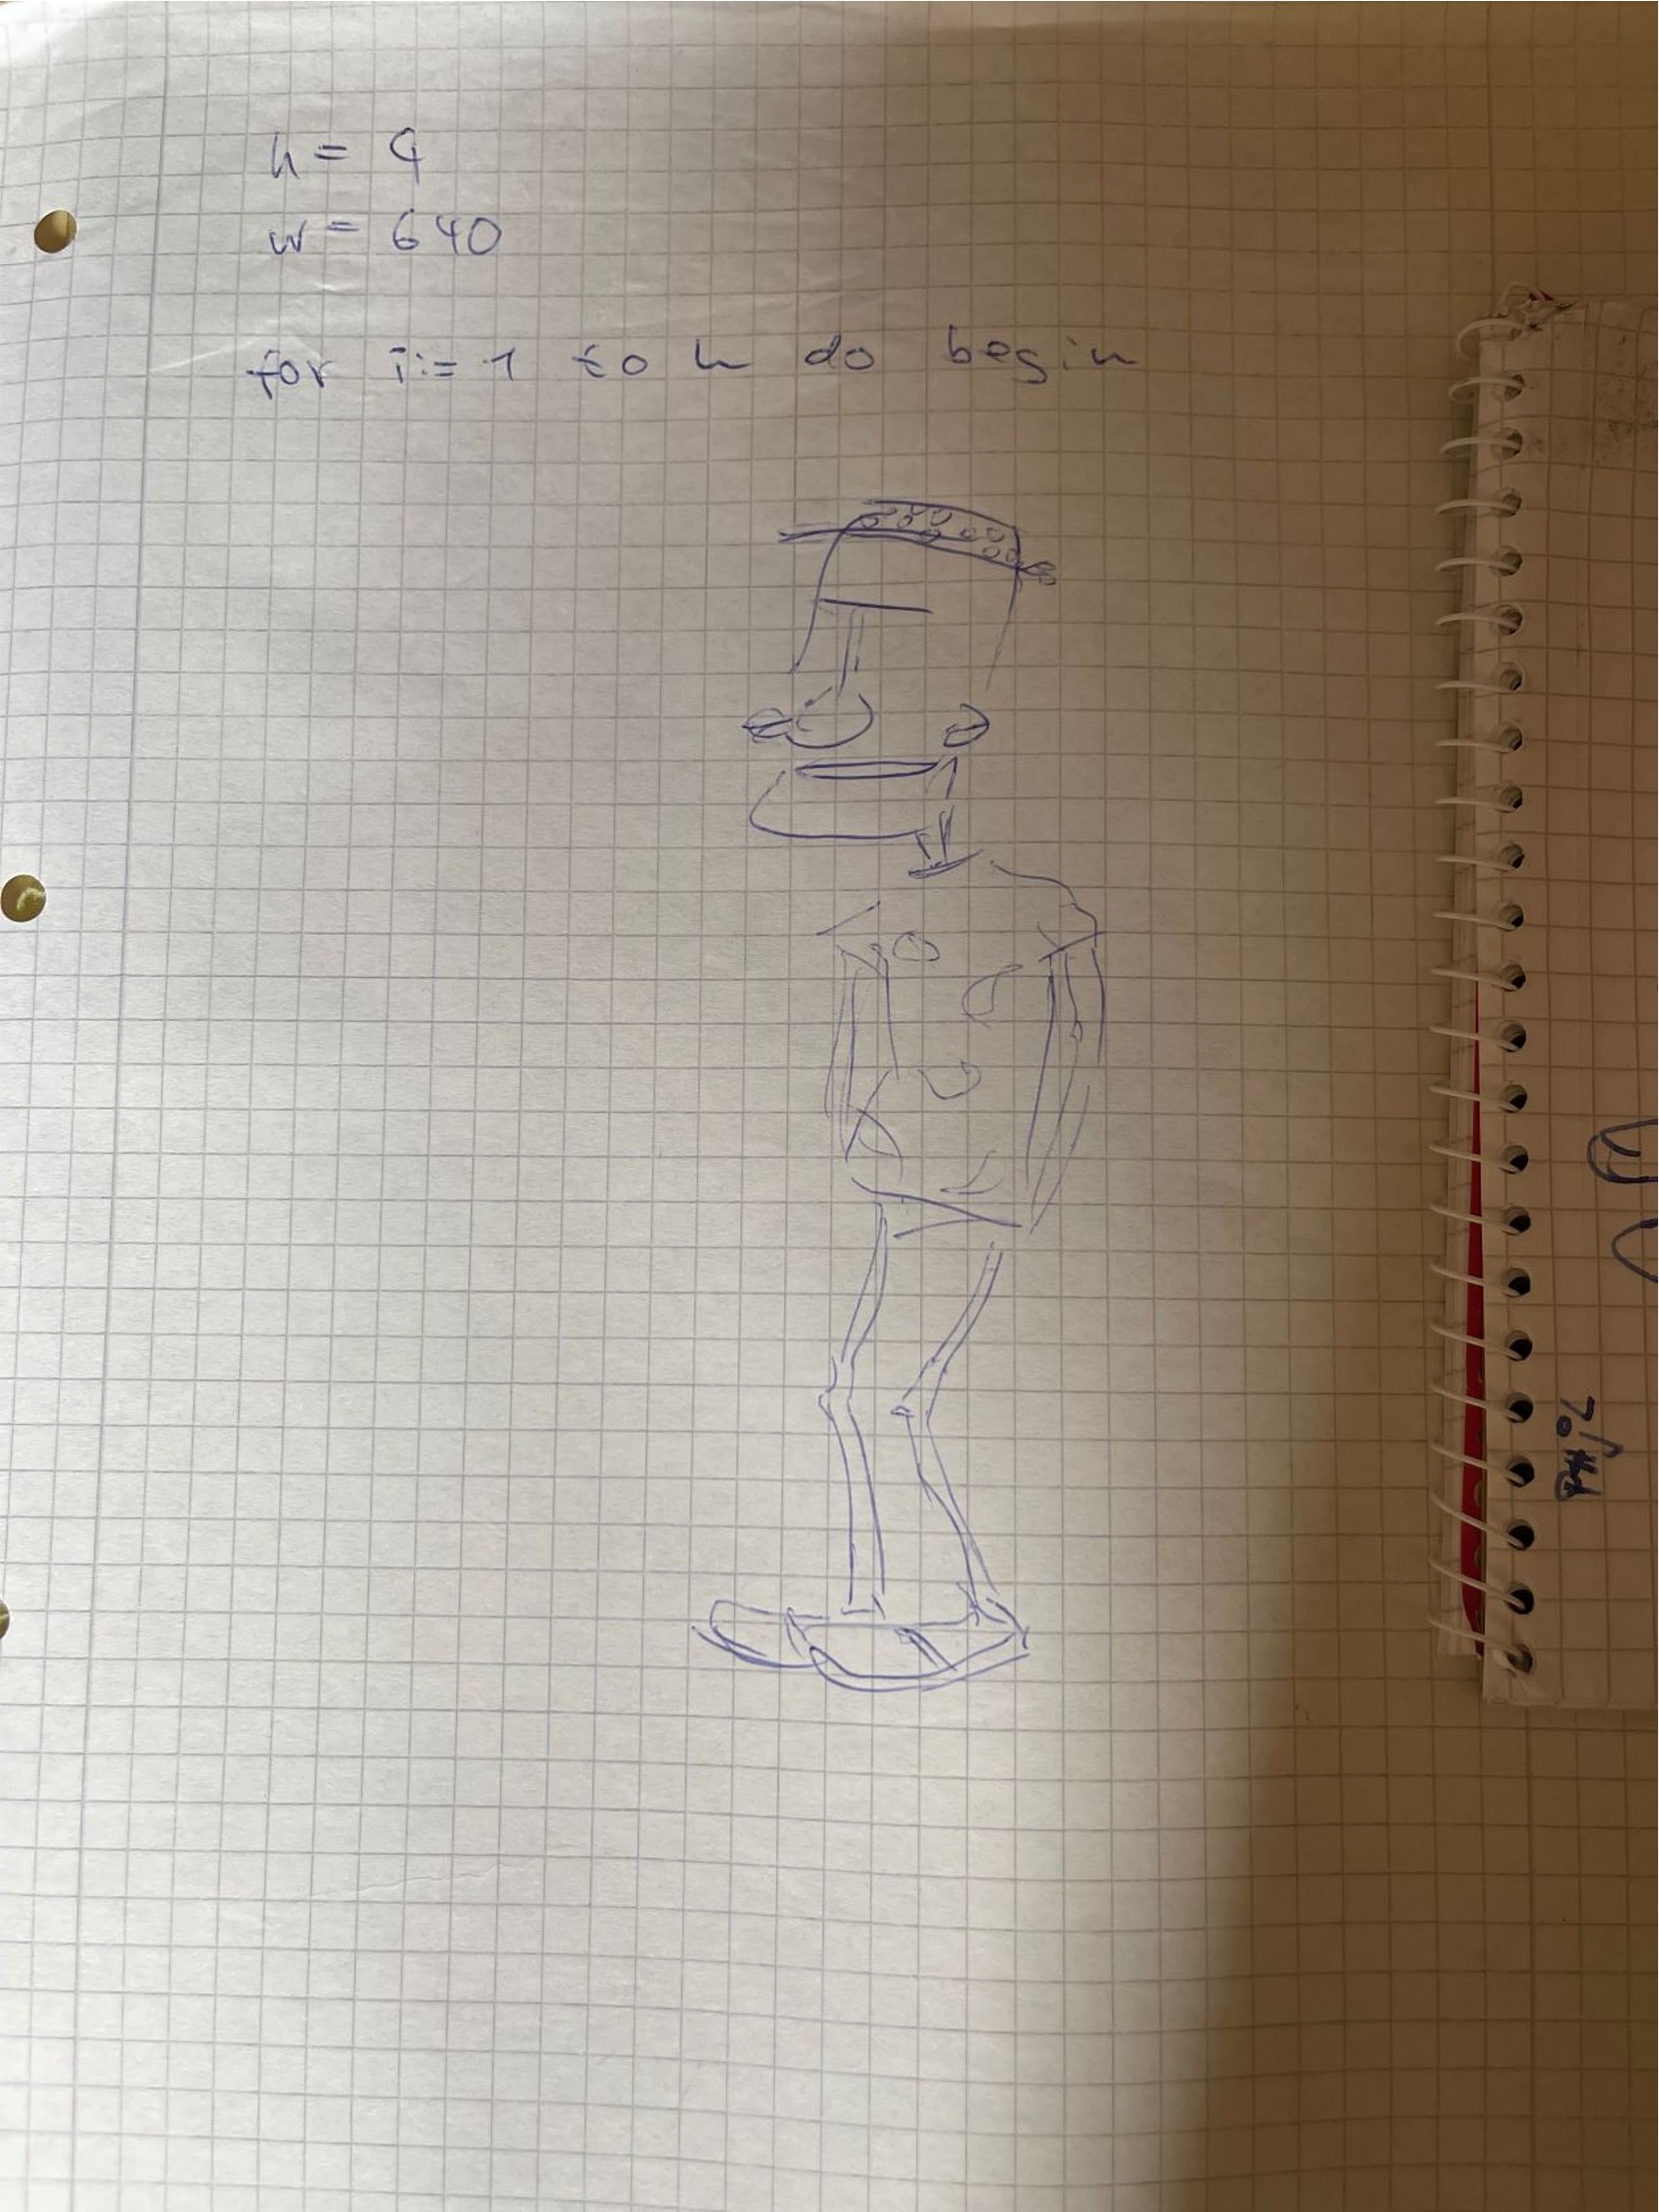 h = 4
w = 640
for i:= 1 to h do begin